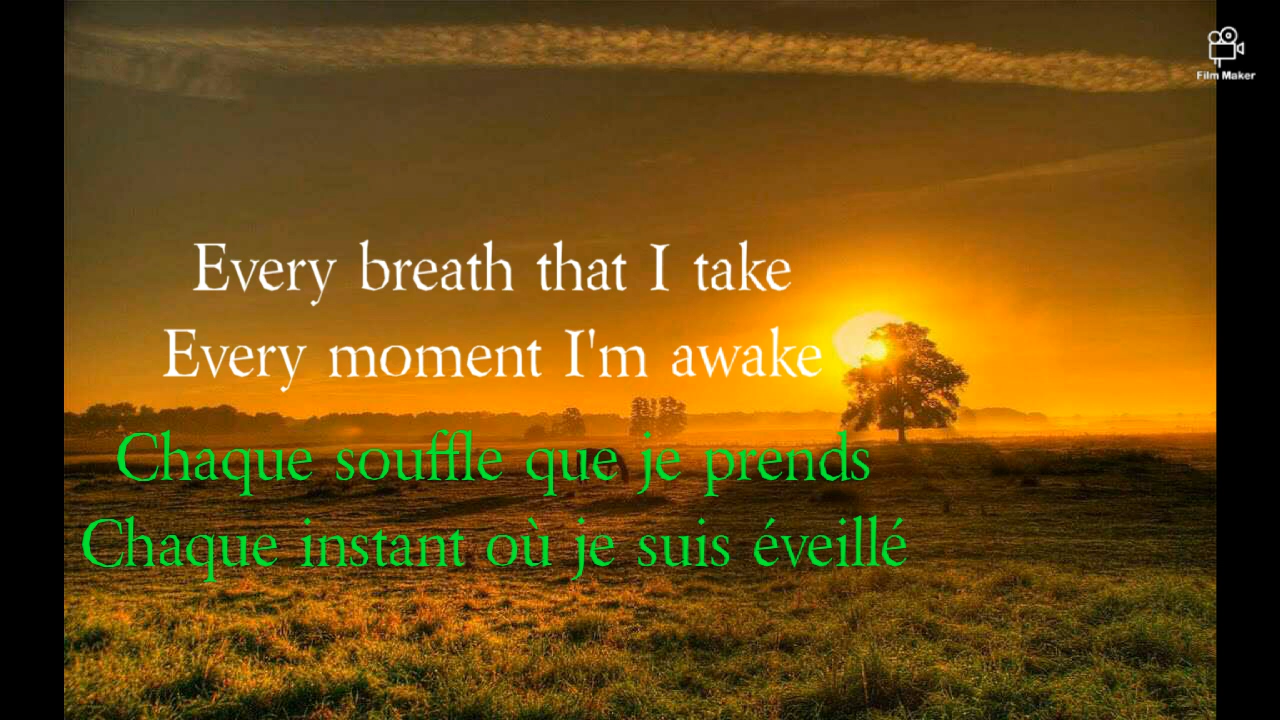 Film Maker
Every breath that I take
Every moment I'm awake
Chaque souffle que je prends
Chaque instant où je suis éveillé